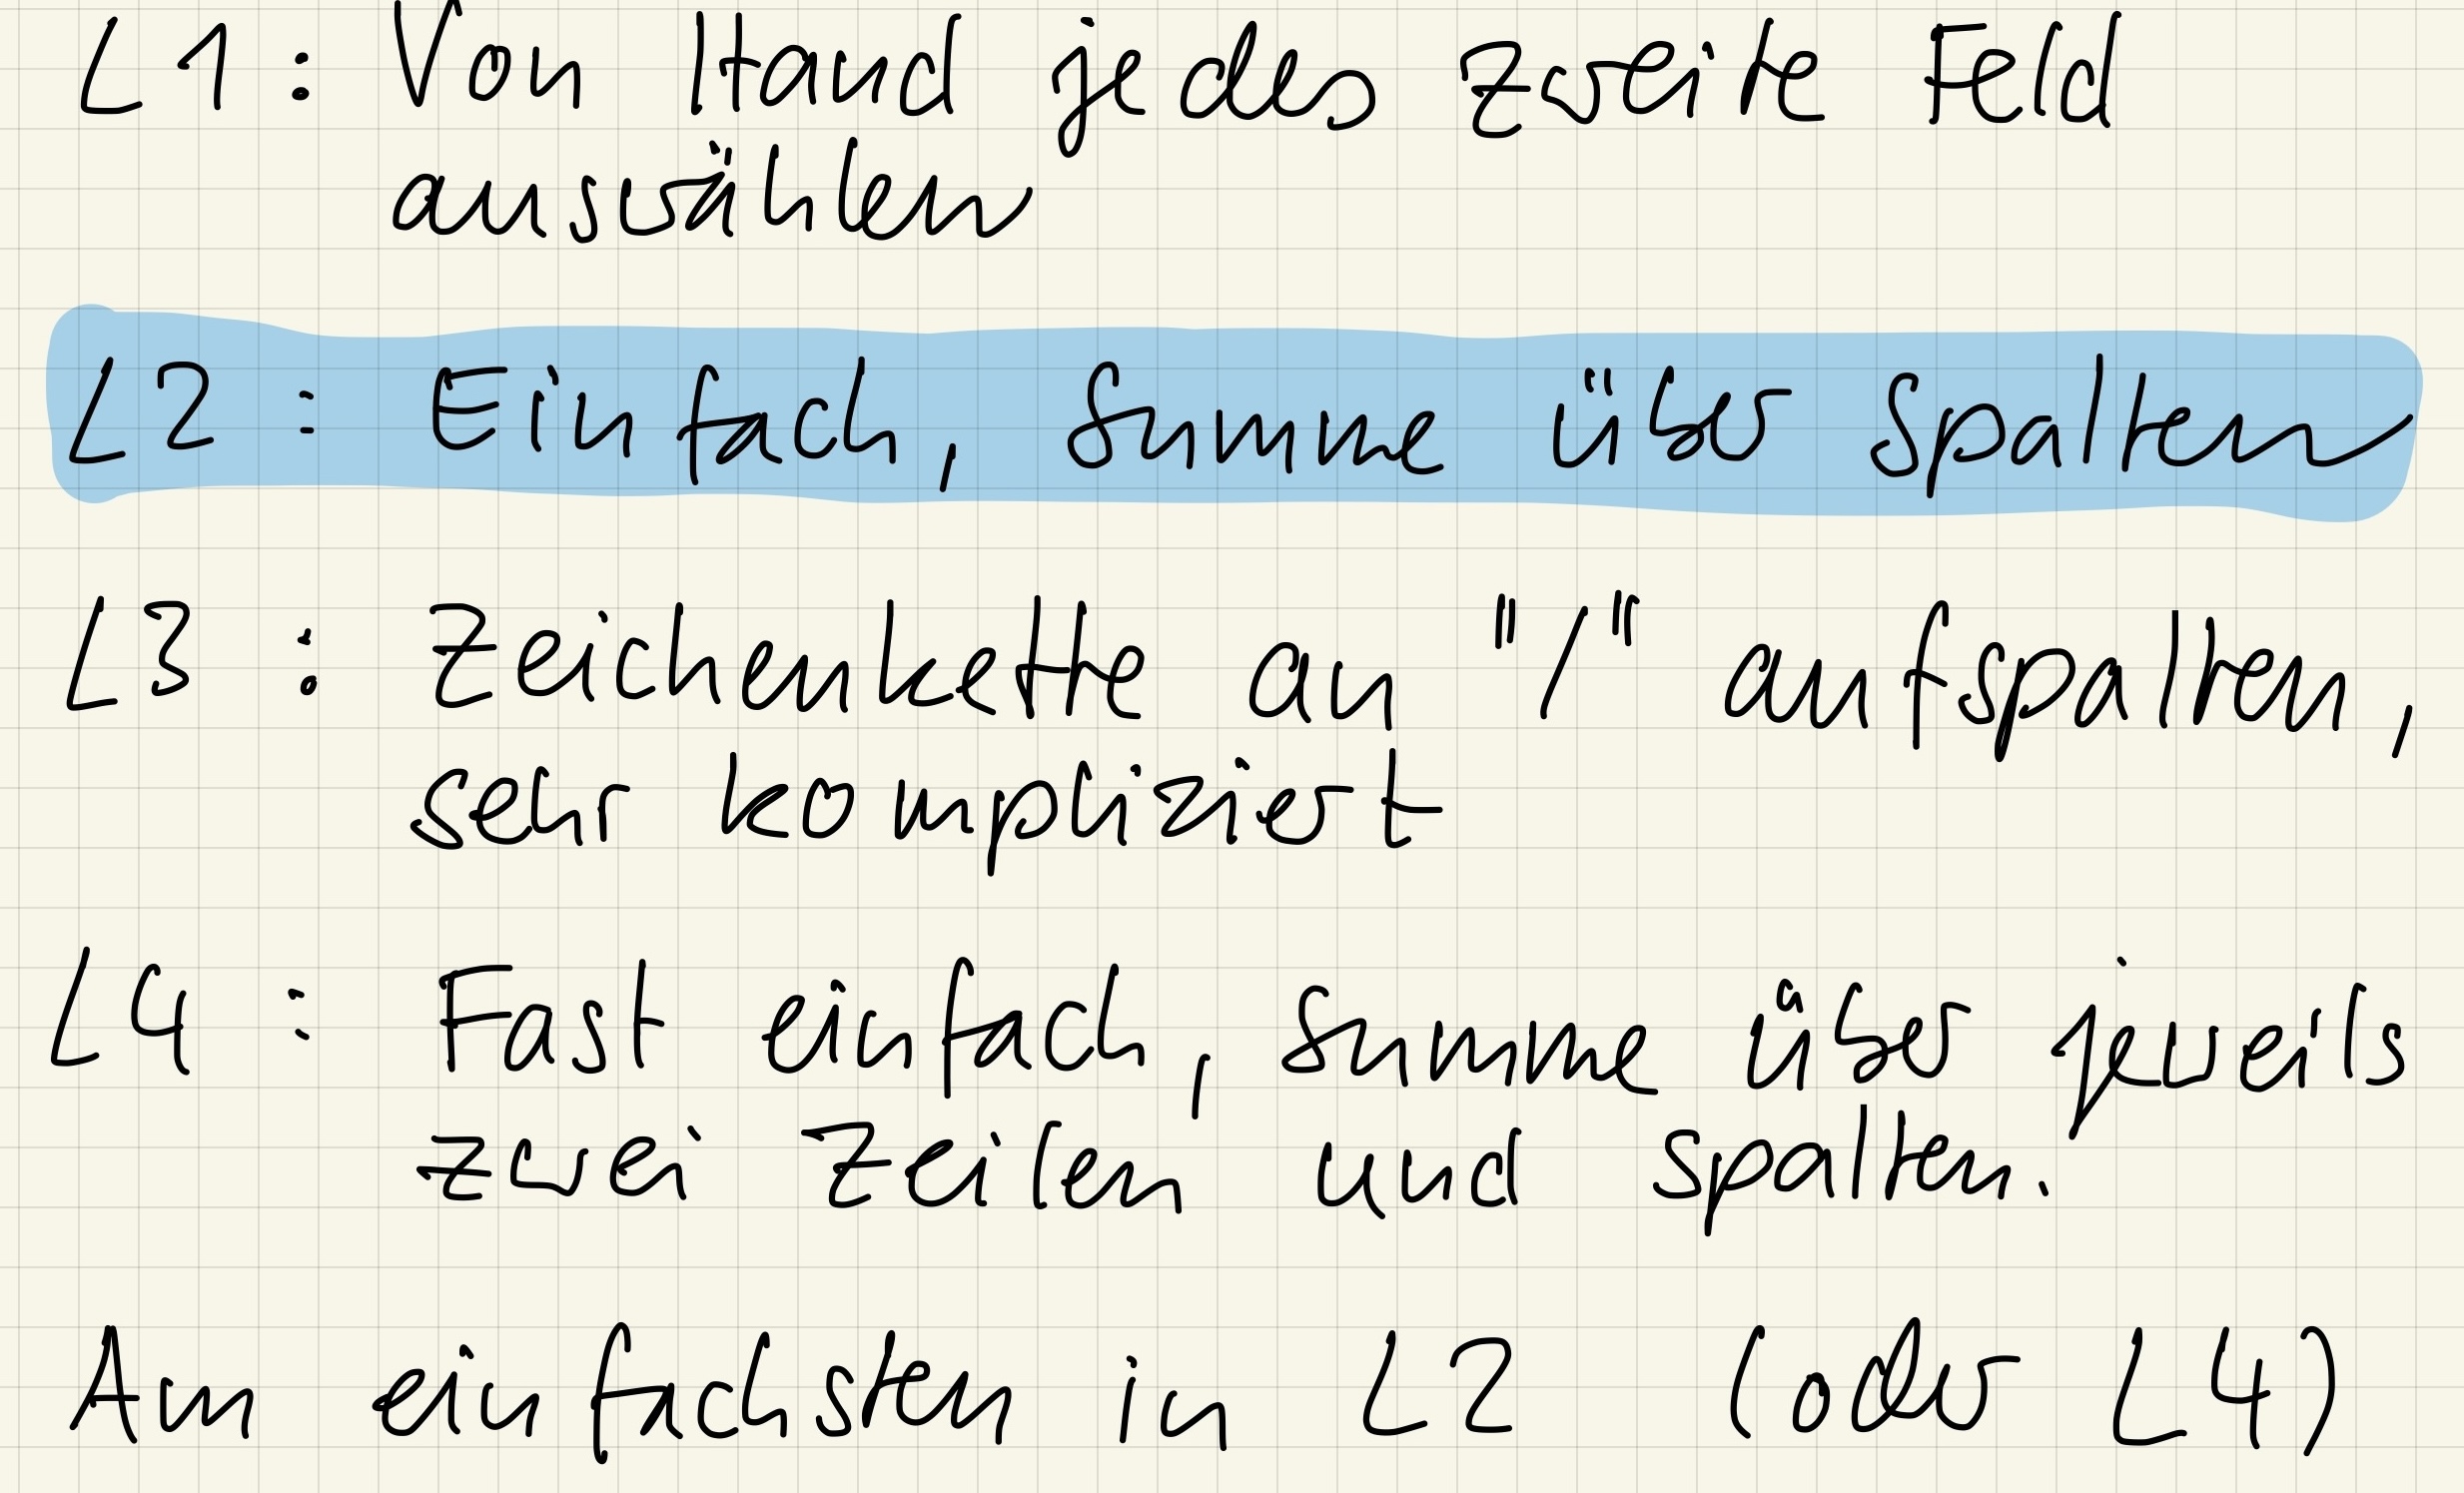 L1: Von Hand jedes zweite Feld
auswählen
L2: Einfach, Summe über Spalten
L3: Zeichenkette an "/" aufspalten,
sehr kompliziert
L4: Fast einfach, Summe über jeweils
zwei Zeilen und Spalten.
Am einfachsten in L2 (oder L4)